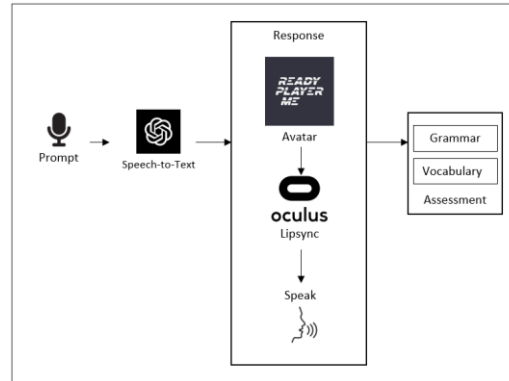 Response
READY
PLAYER
ME
Avatar
Prompt
Speech-to-Text
oculus
Lipsync
Speak
Grammar
Vocabulary
Assessment